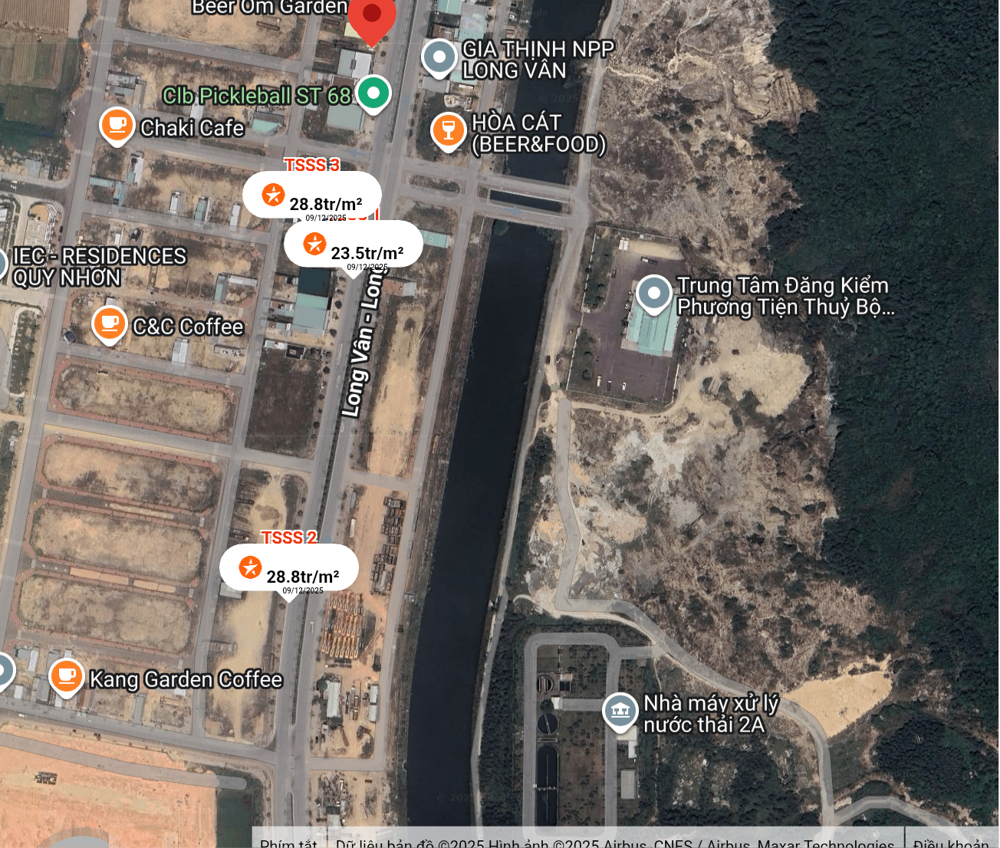 Beer Om Garden
GIA THỊNH NPP
LONG VÂN
Clb Pickleball ST 68
Chaki Cafe
HÒA CÁT
(BEER&FOOD)
TSSS 3
28.8tr/m²
09/12/2025
23.5tr/m²
09/12/2025
IEC - RESIDENCES
QUY NHƠN
Trung Tâm Đăng Kiểm
Phương Tiện Thuỷ Bộ...
C&C Coffee
Long Vân - Long
TSSS 2
28.8tr/m²
09/12/2025
Kang Garden Coffee
Nhà máy xử lý
nước thải 2A
Phím tắt
Dữ liệu bản đồ ©2025 Hình ảnh ©2025 Airbus, CNES / Airbus, Maxar Technologies
Điều khoản